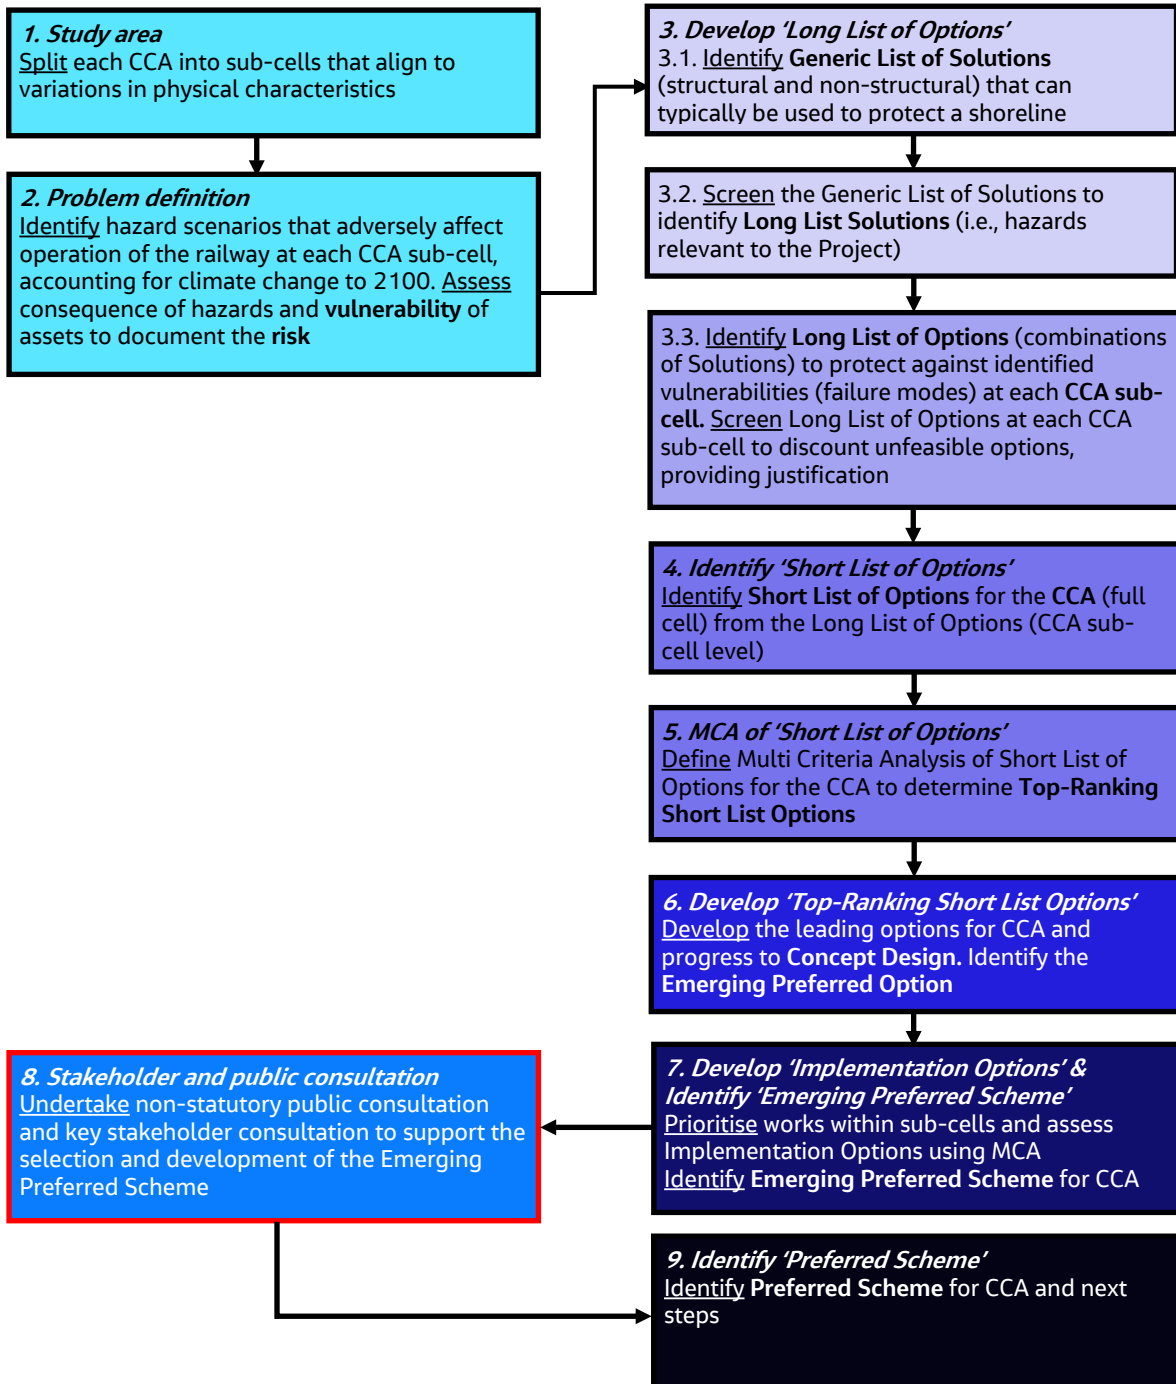 1. Study area
Split each CCA into sub-cells that align to
variations in physical characteristics
2. Problem definition
Identify hazard scenarios that adversely affect
operation of the railway at each CCA sub-cell,
accounting for climate change to 2100. Assess
consequence of hazards and vulnerability of
assets to document the risk
3. Develop ‘Long List of Options’
3.1. Identify Generic List of Solutions
(structural and non-structural) that can
typically be used to protect a shoreline
3.2. Screen the Generic List of Solutions to
identify Long List Solutions (i.e., hazards
relevant to the Project)
3.3. Identify Long List of Options (combinations
of Solutions) to protect against identified
vulnerabilities (failure modes) at each CCA sub-
cell. Screen Long List of Options at each CCA
sub-cell to discount unfeasible options,
providing justification
4. Identify ‘Short List of Options’
Identify Short List of Options for the CCA (full
cell) from the Long List of Options (CCA sub-
cell level)
5. MCA of ‘Short List of Options’
Define Multi Criteria Analysis of Short List of
Options for the CCA to determine Top-Ranking
Short List Options
6. Develop ‘Top-Ranking Short List Options’
Develop the leading options for CCA and
progress to Concept Design. Identify the
Emerging Preferred Option
7. Develop ‘Implementation Options’ &
Identify ‘Emerging Preferred Scheme’
Prioritise works within sub-cells and assess
Implementation Options using MCA
Identify Emerging Preferred Scheme for CCA
8. Stakeholder and public consultation
Undertake non-statutory public consultation
and key stakeholder consultation to support the
selection and development of the Emerging
Preferred Scheme
9. Identify ‘Preferred Scheme’
Identify Preferred Scheme for CCA and next
steps